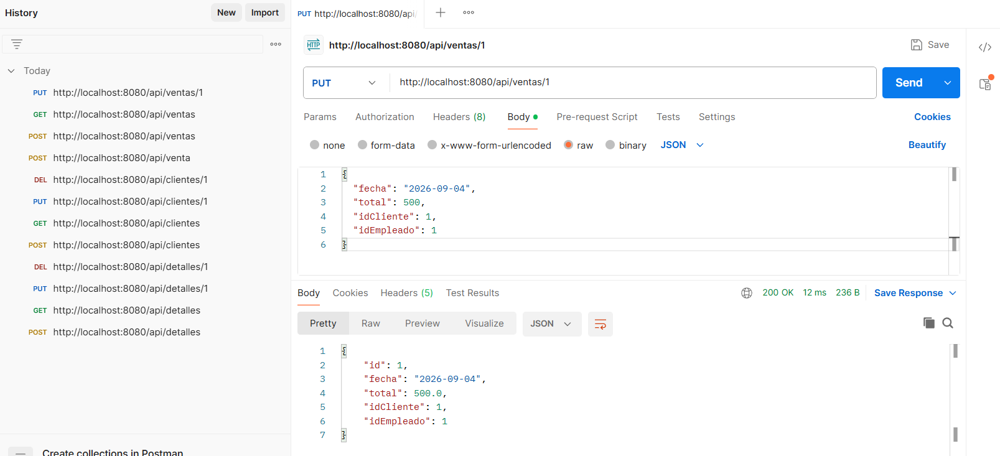 History
New
Import
Today
PUT http://localhost:8080/api/ventas/1
GET http://localhost:8080/api/ventas
POST http://localhost:8080/api/ventas
POST http://localhost:8080/api/venta
DEL http://localhost:8080/api/clientes/1
PUT http://localhost:8080/api/clientes/1
GET http://localhost:8080/api/clientes
POST http://localhost:8080/api/clientes
DEL http://localhost:8080/api/detalles/1
PUT http://localhost:8080/api/detalles/1
GET http://localhost:8080/api/detalles
POST http://localhost:8080/api/detalles
Create collections in Postman
PUT http://localhost:8080/api/
HTTP http://localhost:8080/api/ventas/1
Save
PUT http://localhost:8080/api/ventas/1
Send
Params Authorization Headers (8) Body Pre-request Script Tests Settings
Cookies
none form-data x-www-form-urlencoded raw binary JSON
Beautify
1 {
2 "fecha": "2026-09-04",
3 "total": 500,
4 "idCliente": 1,
5 "idEmpleado": 1
6 }
Body Cookies Headers (5) Test Results
200 OK 12 ms 236 B Save Response
Pretty Raw Preview Visualize JSON
1 {
2 "id": 1,
3 "fecha": "2026-09-04",
4 "total": 500.0,
5 "idCliente": 1,
6 "idEmpleado": 1
7 }